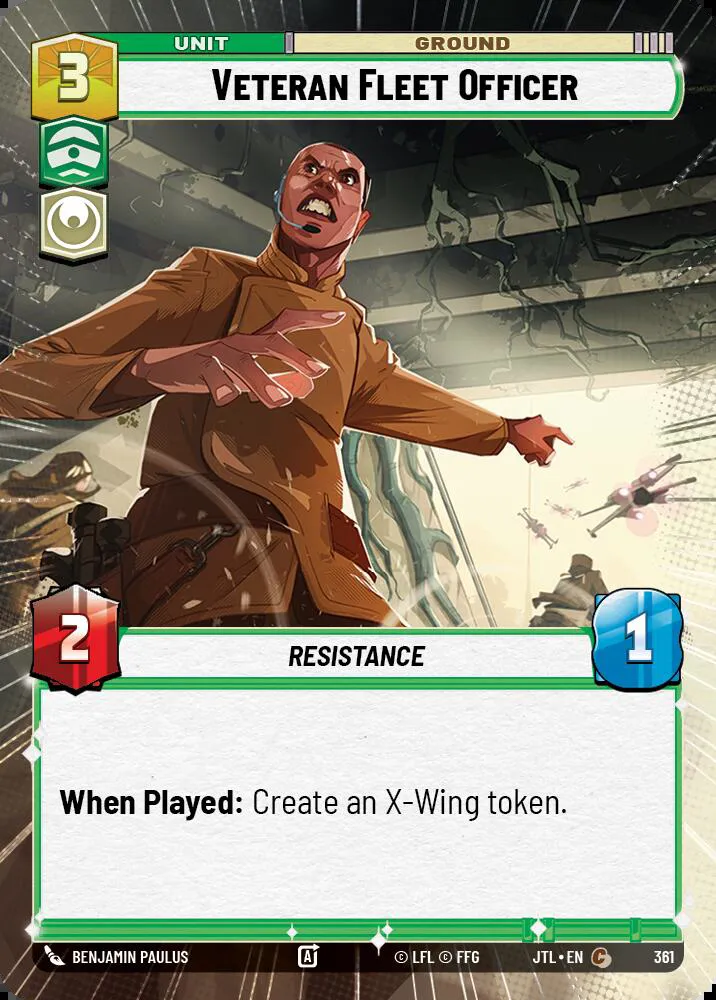 UNIT
GROUND
3
VETERAN FLEET OFFICER
2
RESISTANCE
1
When Played: Create an X-Wing token.
BENJAMIN PAULUS
A
© LFL © FFG
JTL•EN
C
361